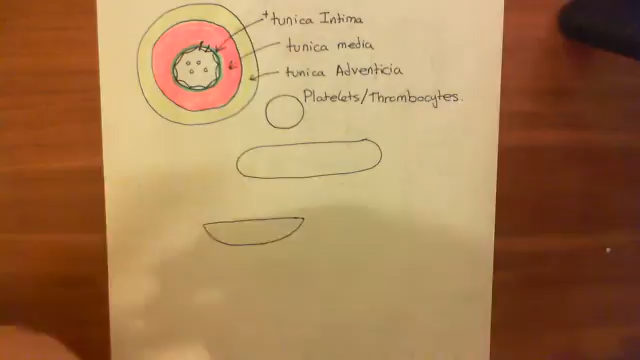 tunica Intima
tunica media
tunica Adventicia
Platelets/Thrombocytes.